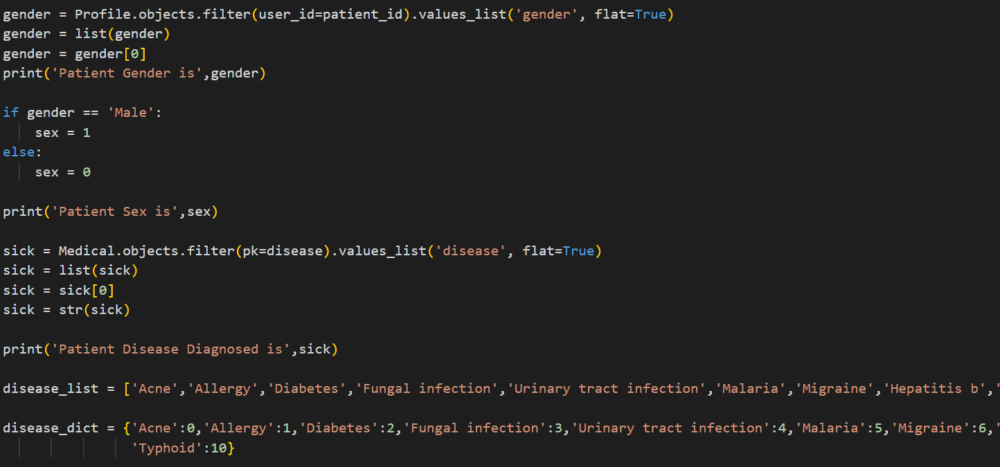 gender = Profile.objects.filter(user_id=patient_id).values_list('gender', flat=True)
gender = list(gender)
gender = gender[0]
print('Patient Gender is',gender)
if gender == 'Male':
    sex = 1
else:
    sex = 0
print('Patient Sex is',sex)
sick = Medical.objects.filter(pk=disease).values_list('disease', flat=True)
sick = list(sick)
sick = sick[0]
sick = str(sick)
print('Patient Disease Diagnosed is',sick)
disease_list = ['Acne','Allergy','Diabetes','Fungal infection','Urinary tract infection','Malaria','Migraine','Hepatitis b','
disease_dict = {'Acne':0,'Allergy':1,'Diabetes':2,'Fungal infection':3,'Urinary tract infection':4,'Malaria':5,'Migraine':6,'
                'Typhoid':10}